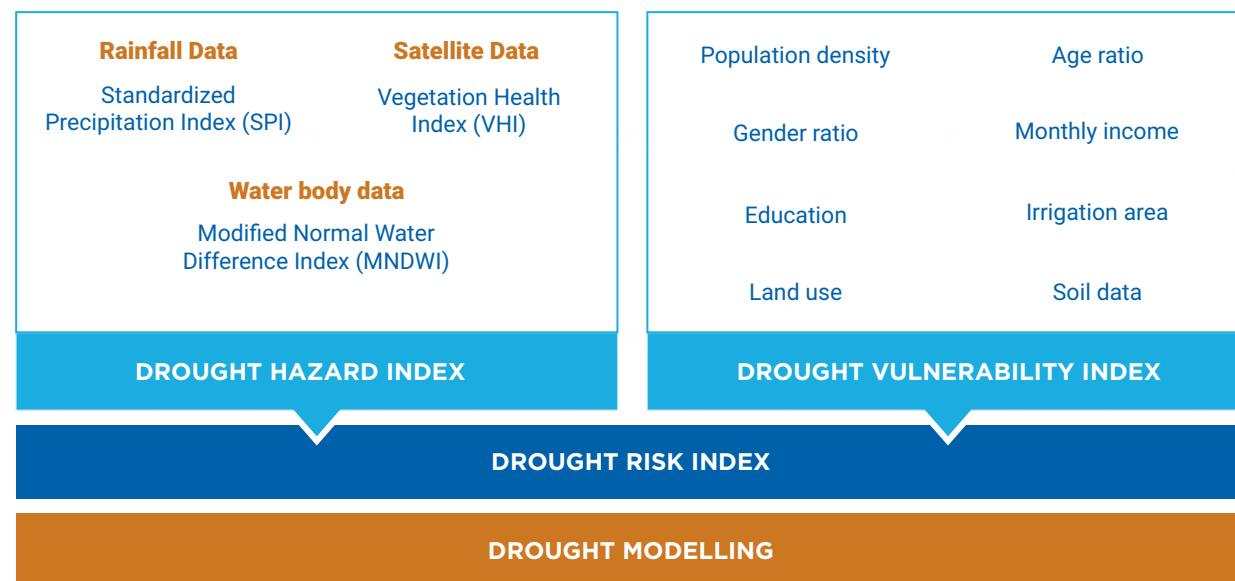 Rainfall Data
Standardized
Precipitation Index (SPI)
Satellite Data
Vegetation Health
Index (VHI)
Water body data
Modified Normal Water
Difference Index (MNDWI)
DROUGHT HAZARD INDEX
Population density
Age ratio
Gender ratio
Monthly income
Education
Irrigation area
Land use
Soil data
DROUGHT VULNERABILITY INDEX
DROUGHT RISK INDEX
DROUGHT MODELLING